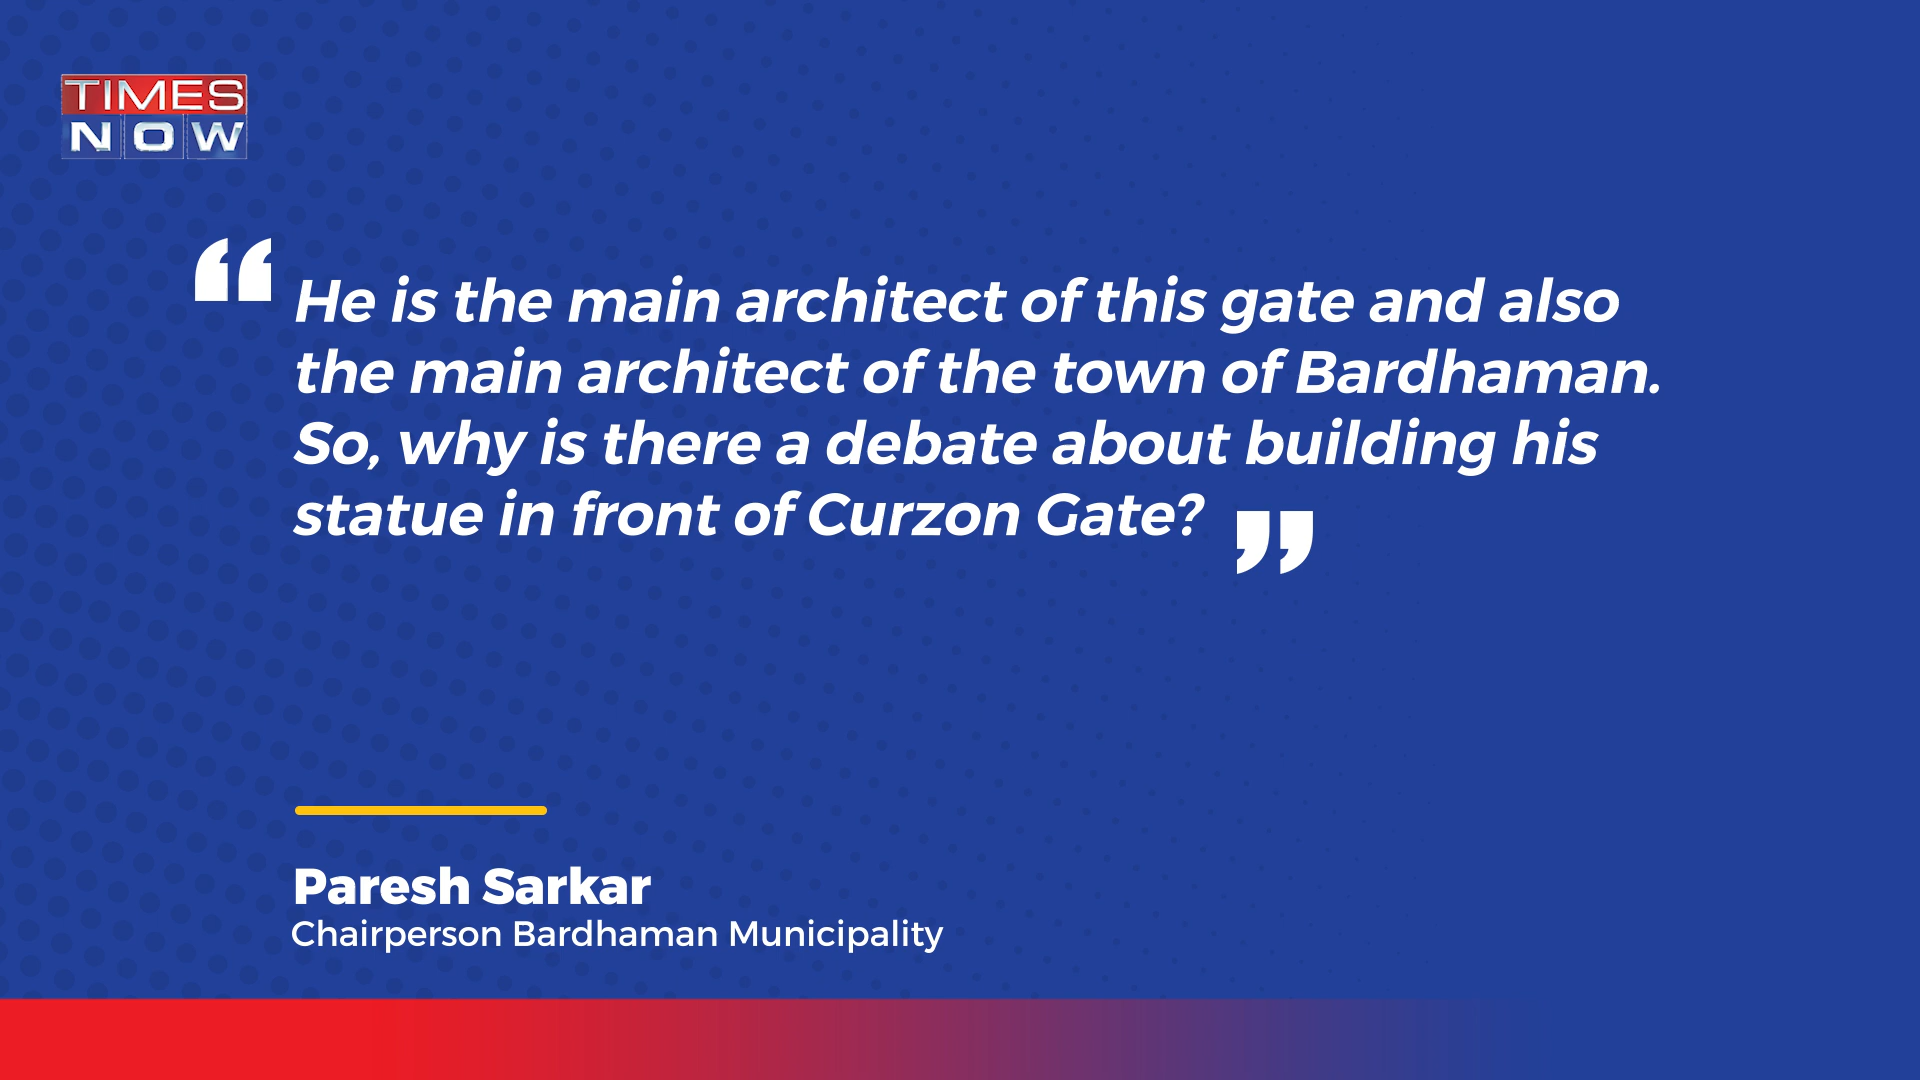 TIMES
NOW
“ He is the main architect of this gate and also
the main architect of the town of Bardhaman.
So, why is there a debate about building his
statue in front of Curzon Gate? ”
Paresh Sarkar
Chairperson Bardhaman Municipality